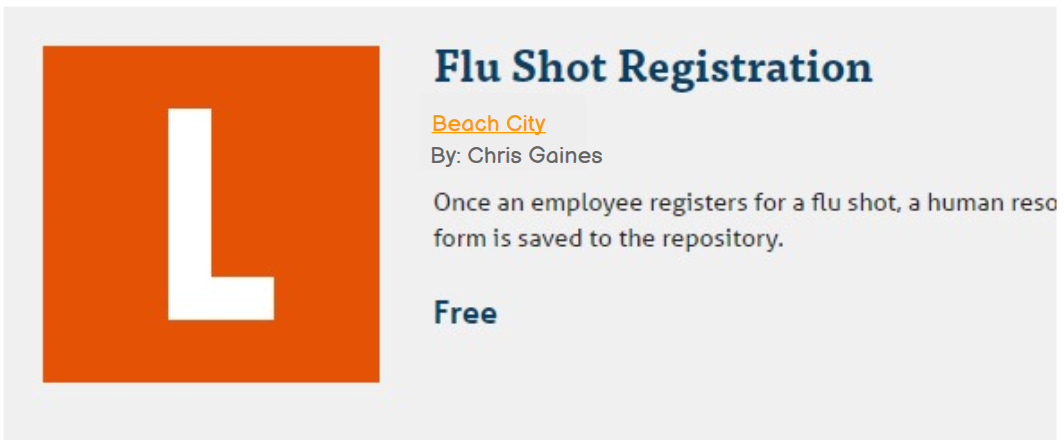 L
Flu Shot Registration
Beach City
By: Chris Gaines
Once an employee registers for a flu shot, a human
form is saved to the repository.
Free